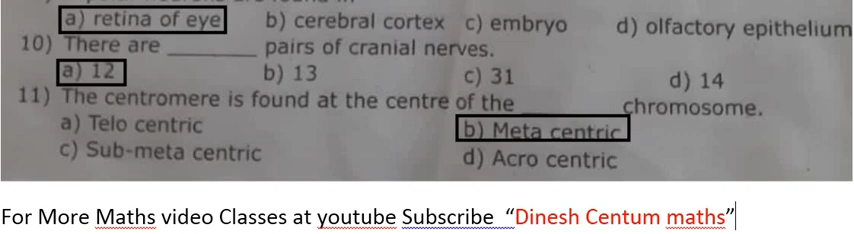 a) retina of eye b) cerebral cortex c) embryo d) olfactory epithelium
10) There are ________ pairs of cranial nerves.
a) 12 b) 13 c) 31 d) 14
11) The centromere is found at the centre of the ________ chromosome.
a) Telo centric b) Meta centric
c) Sub-meta centric d) Acro centric
For More Maths video Classes at youtube Subscribe “Dinesh Centum maths”